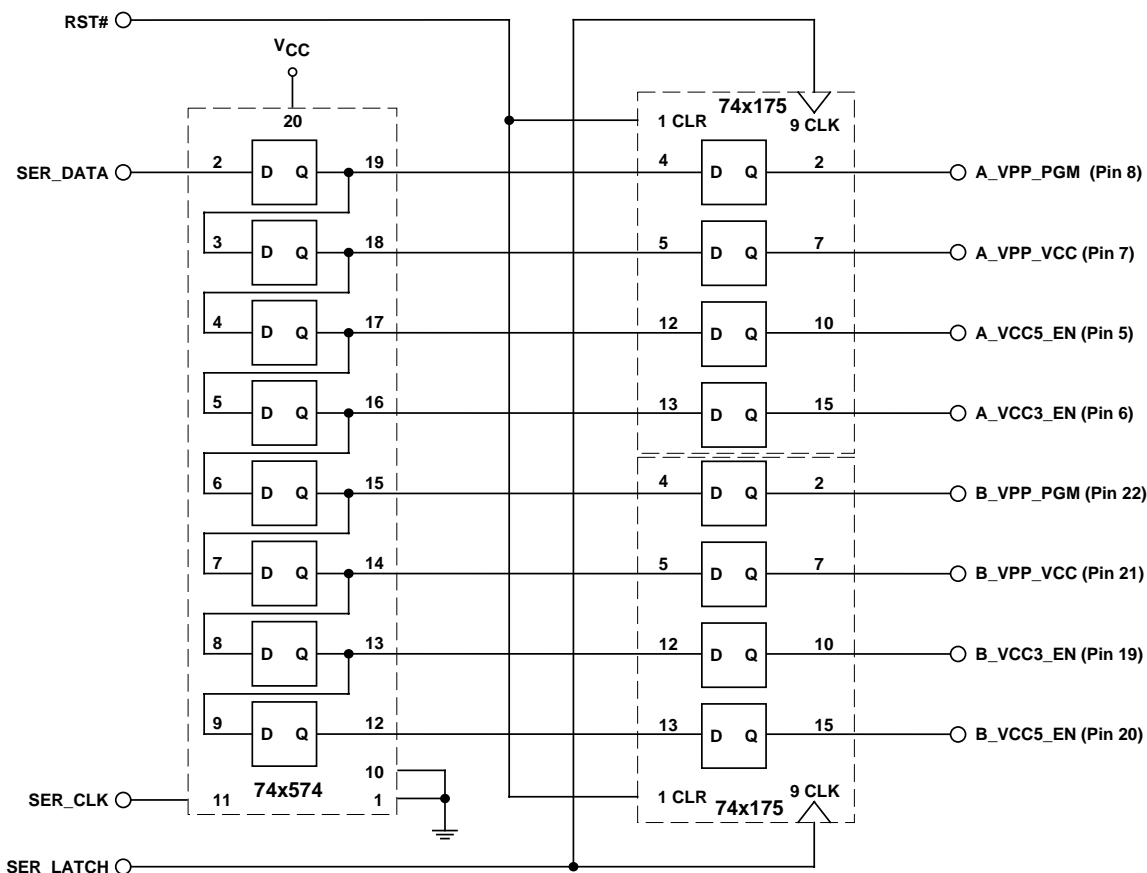 RST#
VCC
20
74x175
1 CLR
9 CLK
SER_DATA
2
D Q
19
4
D Q
2
A_VPP_PGM (Pin 8)
3
D Q
18
5
D Q
7
A_VPP_VCC (Pin 7)
4
D Q
17
12
D Q
10
A_VCC5_EN (Pin 5)
5
D Q
16
13
D Q
15
A_VCC3_EN (Pin 6)
6
D Q
15
4
D Q
2
B_VPP_PGM (Pin 22)
7
D Q
14
5
D Q
7
B_VPP_VCC (Pin 21)
8
D Q
13
12
D Q
10
B_VCC3_EN (Pin 19)
9
D Q
12
13
D Q
15
B_VCC5_EN (Pin 20)
10
74x574
SER_CLK
11
1
1 CLR
9 CLK
74x175
SER_LATCH